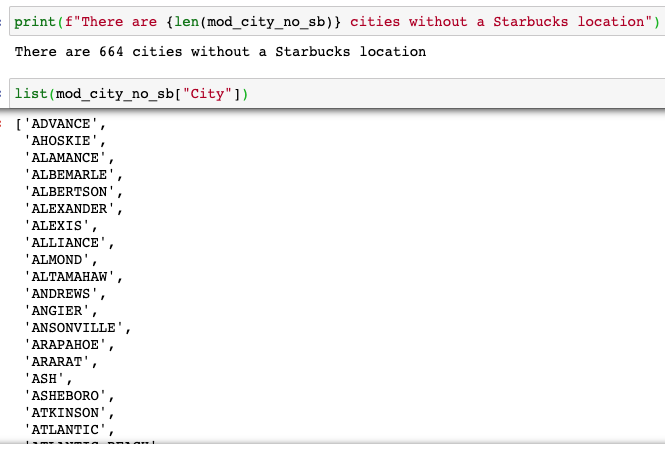 print(f"There are {len(mod_city_no_sb)} cities without a Starbucks location")
There are 664 cities without a Starbucks location
list(mod_city_no_sb["City"])
['ADVANCE',
'AHOSKIE',
'ALAMANCE',
'ALBEMARLE',
'ALBERTSON',
'ALEXANDER',
'ALEXIS',
'ALLIANCE',
'ALMOND',
'ALTAMAHAW',
'ANDREWS',
'ANGIER',
'ANSONVILLE',
'ARAPAHOE',
'ARARAT',
'ASH',
'ASHEBORO',
'ATKINSON',
'ATLANTIC',